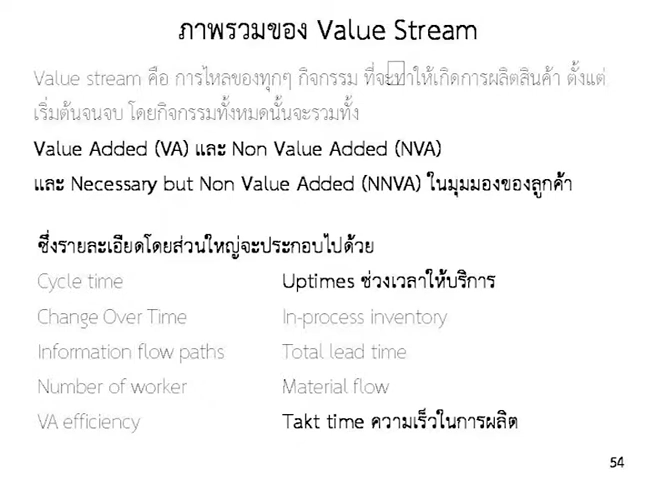 ภาพรวมของ Value Stream
Value stream คือ การไหลของทุกๆ กิจกรรม ที่จะทำให้เกิดการผลิตสินค้า ตั้งแต่
เริ่มต้นจนจบ โดยกิจกรรมทั้งหมดนั้นจะรวมทั้ง
Value Added (VA) และ Non Value Added (NVA)
และ Necessary but Non Value Added (NNVA) ในมุมมองของลูกค้า
ซึ่งรายละเอียดโดยส่วนใหญ่จะประกอบไปด้วย
Cycle time
Change Over Time
Information flow paths
Number of worker
VA efficiency
Uptimes ช่วงเวลาให้บริการ
In-process inventory
Total lead time
Material flow
Takt time ความเร็วในการผลิต
54